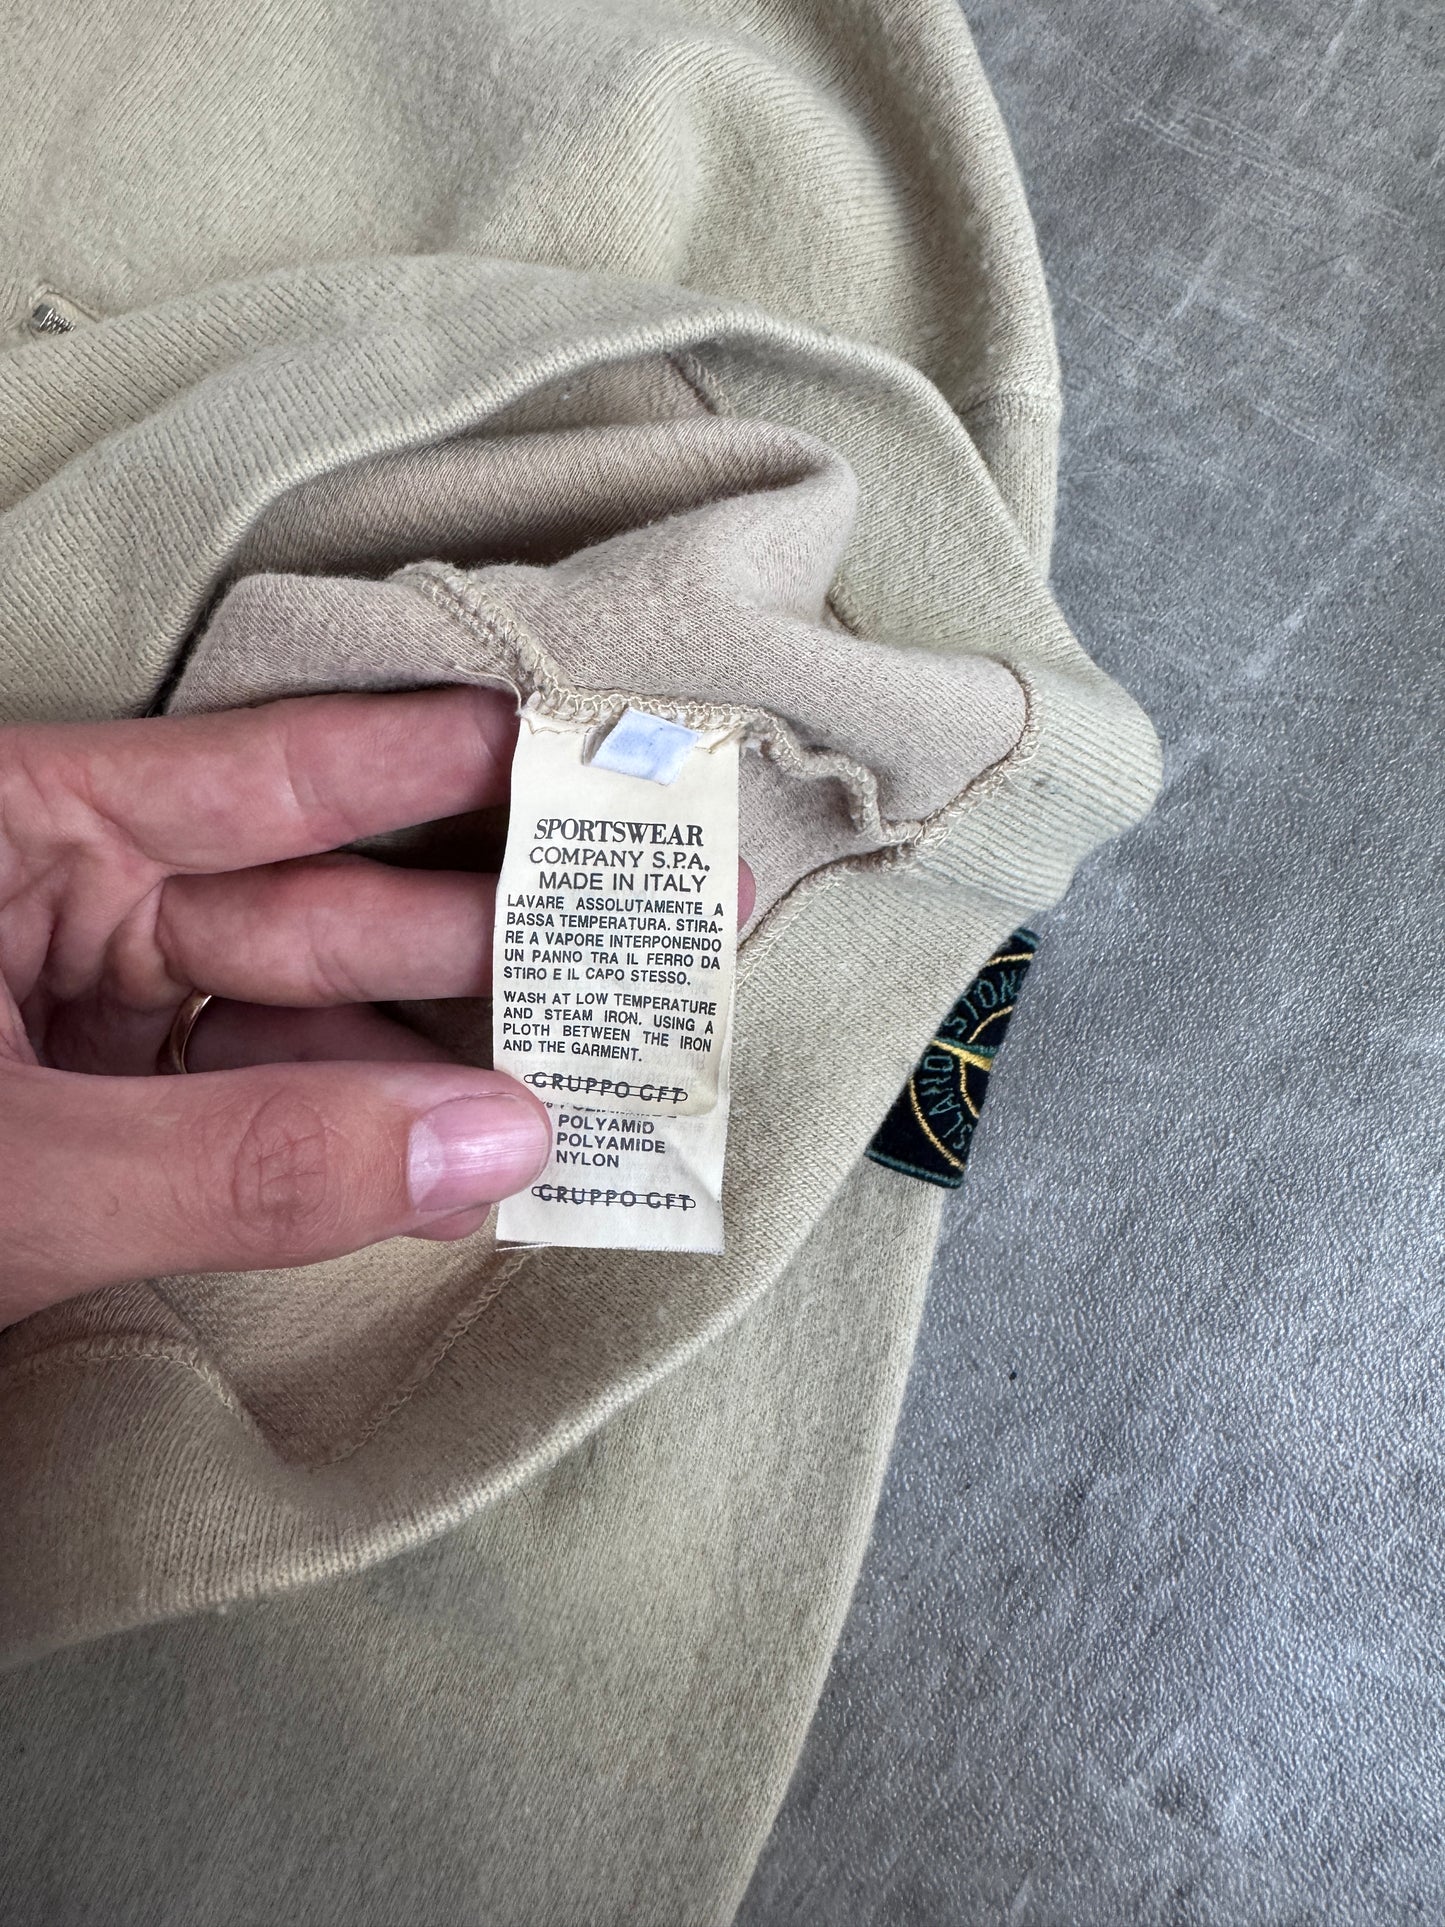 SPORTSWEAR
COMPANY S.P.A.
MADE IN ITALY
LAVARE ASSOLUTAMENTE A
BASSA TEMPERATURA. STIRA-
RE A VAPORE INTERPONENDO
UN PANNO TRA IL FERRO DA
STIRO E IL CAPO STESSO.
WASH AT LOW TEMPERATURE
AND STEAM IRON. USING A
PLOTH BETWEEN THE IRON
AND THE GARMENT.
GRUPPO GFT
POLYAMID
POLYAMIDE
NYLON
GRUPPO GFT
STON
ISLAND